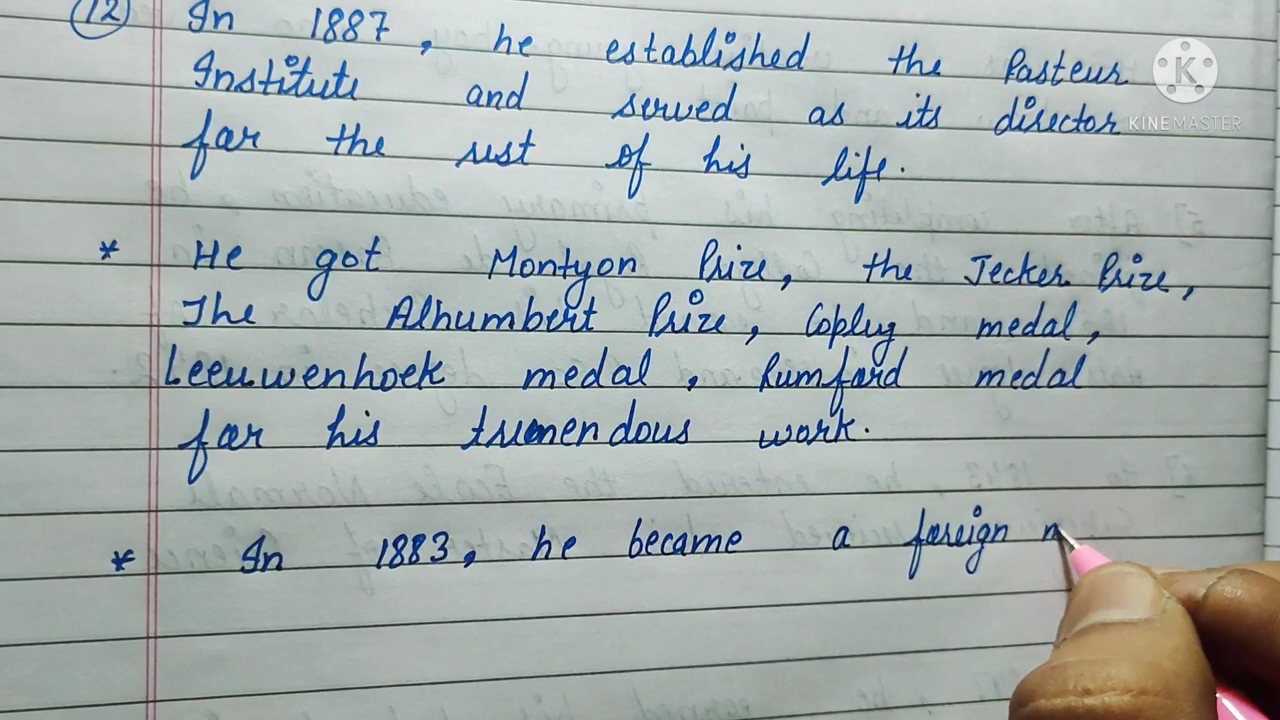 12 In 1887, he established the Pasteur
Institute and served as its director
for the rest of his life.
* He got Montyon Prize, the Jecker Prize,
The Alhumbert Prize, Copley medal,
Leeuwenhoek medal, Rumford medal
for his tremendous work.
* In 1883, he became a foreign m
K
KINEMASTER